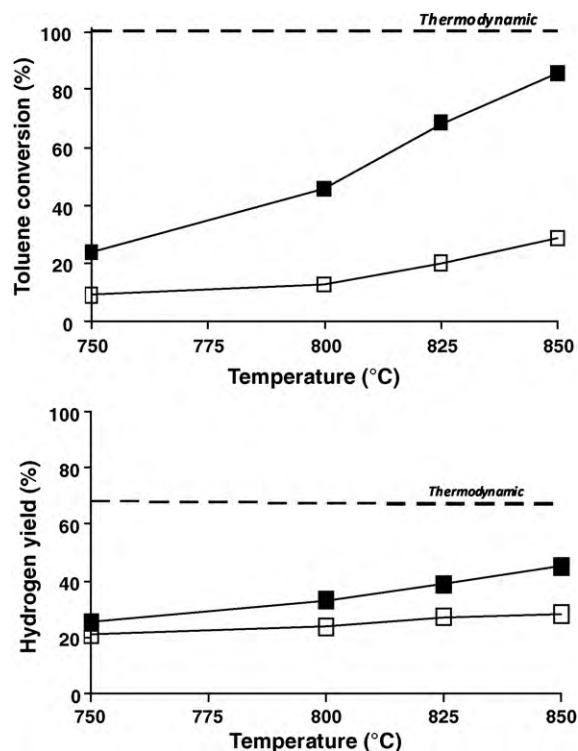 Thermodynamic
100
80
60
40
20
0
Toluene conversion (%)
750 775 800 825 850
Temperature (°C)
100
80
60
40
20
0
Hydrogen yield (%)
Thermodynamic
750 775 800 825 850
Temperature (°C)